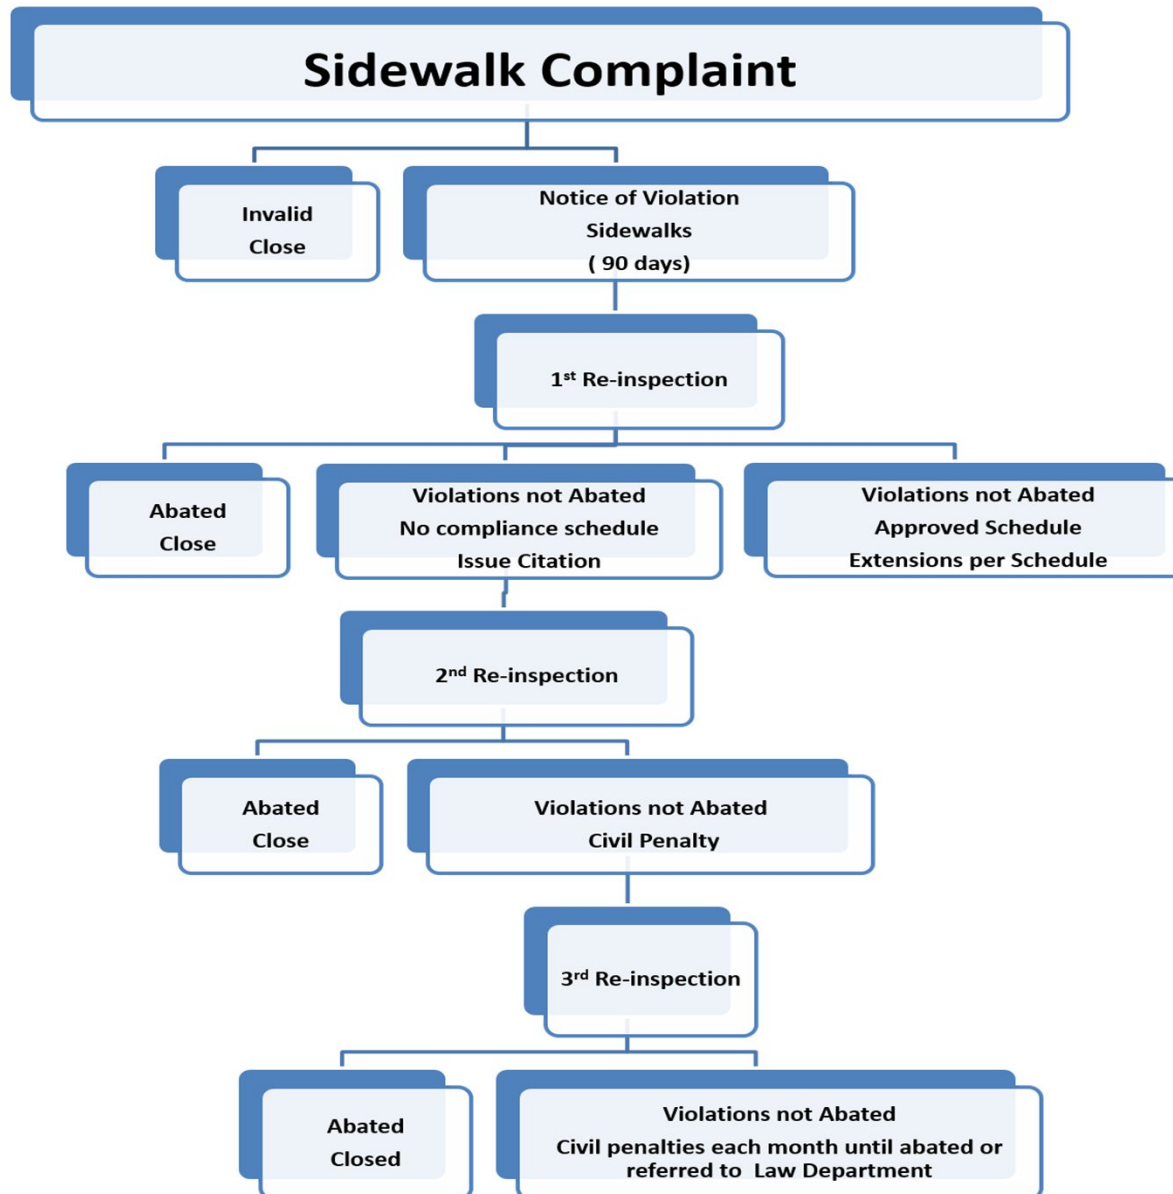 Sidewalk Complaint
Invalid
Close
Notice of Violation
Sidewalks
( 90 days)
1st Re-inspection
Abated
Close
Violations not Abated
No compliance schedule
Issue Citation
Violations not Abated
Approved Schedule
Extensions per Schedule
2nd Re-inspection
Abated
Close
Violations not Abated
Civil Penalty
3rd Re-inspection
Abated
Closed
Violations not Abated
Civil penalties each month until abated or
referred to Law Department